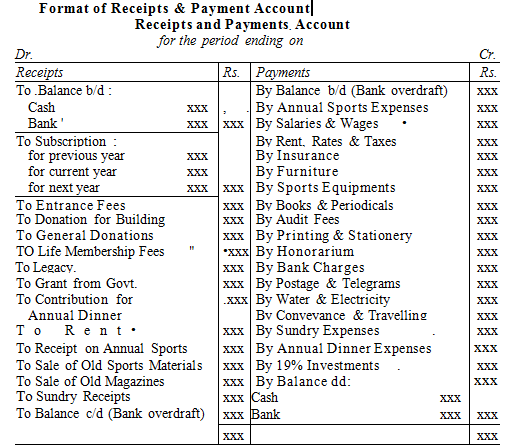 Format of Receipts & Payment Account
Receipts and Payments. Account
for the period ending on
Dr. Cr.
Receipts Rs. Payments Rs.
To .Balance b/d : By Balance b/d (Bank overdraft) xxx
Cash xxx , . By Annual Sports Expenses xxx
Bank ' xxx xxx By Salaries & Wages • xxx
To Subscription : By Rent, Rates & Taxes xxx
for previous year xxx By Insurance xxx
for current year xxx By Furniture xxx
for next year xxx xxx By Sports Equipments xxx
To Entrance Fees xxx By Books & Periodicals xxx
To Donation for Building xxx By Audit Fees xxx
To General Donations xxx By Printing & Stationery xxx
TO Life Membership Fees " •xxx By Honorarium xxx
To Legacy. xxx By Bank Charges xxx
To Grant from Govt. xxx By Postage & Telegrams xxx
To Contribution for .xxx By Water & Electricity xxx
Annual Dinner By Conveyance & Travelling xxx
To Rent • xxx By Sundry Expenses . xxx
To Receipt on Annual Sports xxx By Annual Dinner Expenses xxx
To Sale of Old Sports Materials xxx By 19% Investments . xxx
To Sale of Old Magazines xxx By Balance dd: xxx
To Sundry Receipts xxx Cash xxx
To Balance c/d (Bank overdraft) xxx Bank xxx xxx
xxx xxx